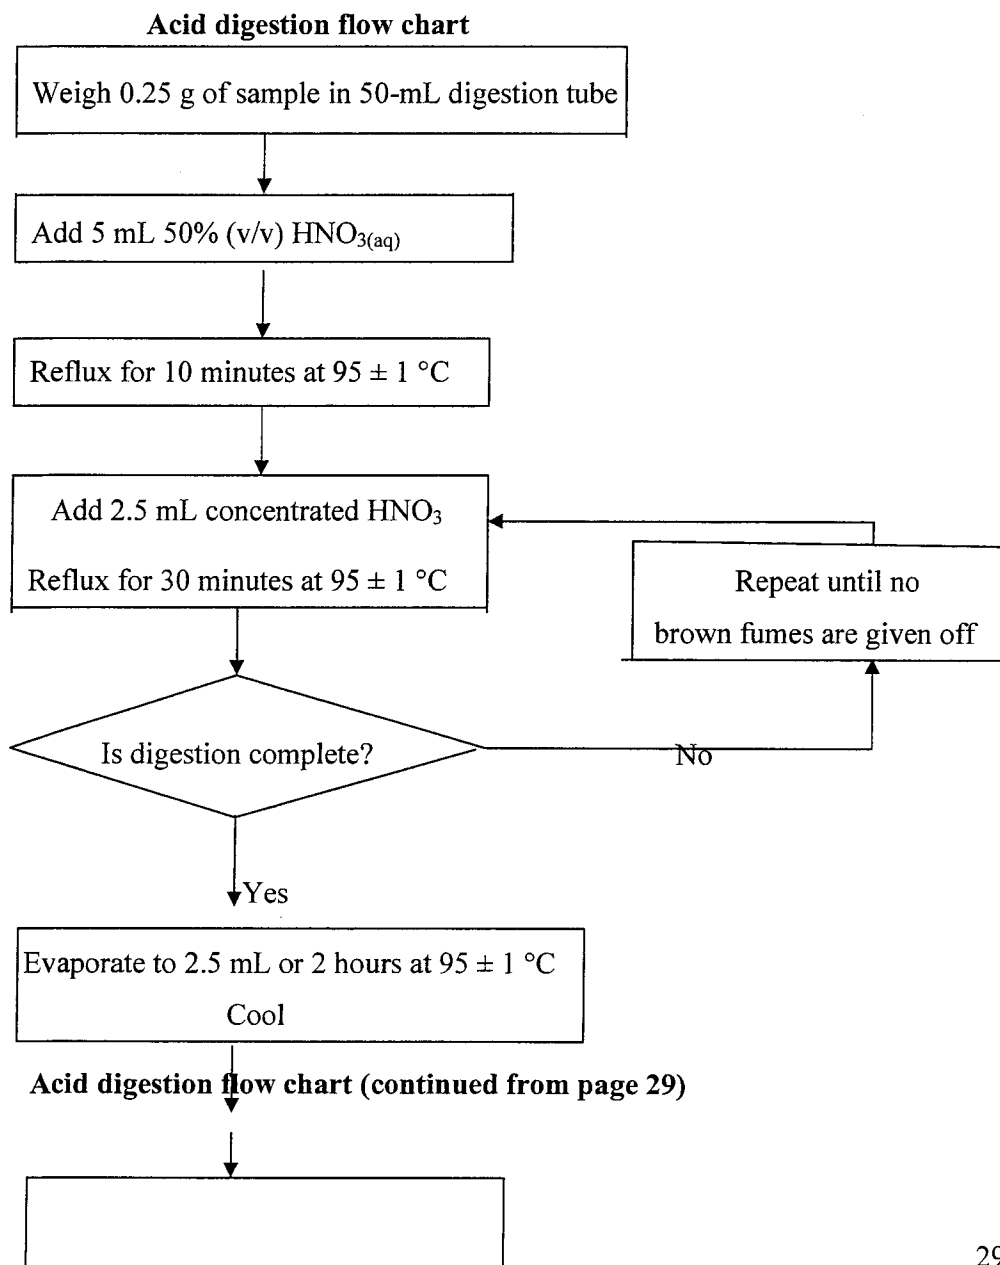 Acid digestion flow chart
Weigh 0.25 g of sample in 50-mL digestion tube
Add 5 mL 50% (v/v) HNO3(aq)
Reflux for 10 minutes at 95 ± 1 °C
Add 2.5 mL concentrated HNO3
Reflux for 30 minutes at 95 ± 1 °C
Repeat until no
brown fumes are given off
Is digestion complete?
No
Yes
Evaporate to 2.5 mL or 2 hours at 95 ± 1 °C
Cool
Acid digestion flow chart (continued from page 29)
29